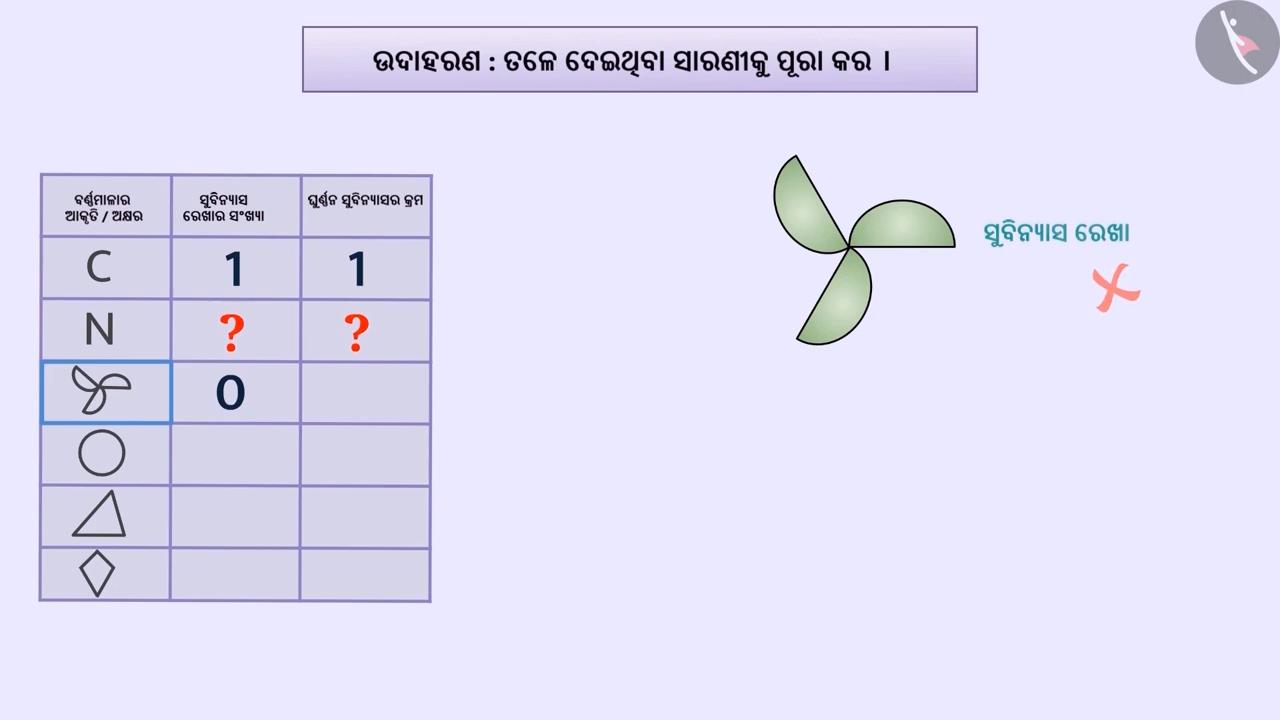 ଉଦାହରଣ : ତଳେ ଦେଇଥିବା ସାରଣୀକୁ ପୂରା କର ।
ବର୍ଣ୍ଣମାଳାର ସୁବିନ୍ୟାସ ଘୁର୍ଣ୍ଣନ ସୁବିନ୍ୟାସର କ୍ରମ
ଆକୃତି / ଅକ୍ଷର ରେଖାର ସଂଖ୍ୟା
C 1 1
N ? ?
0
ସୁବିନ୍ୟାସ ରେଖା